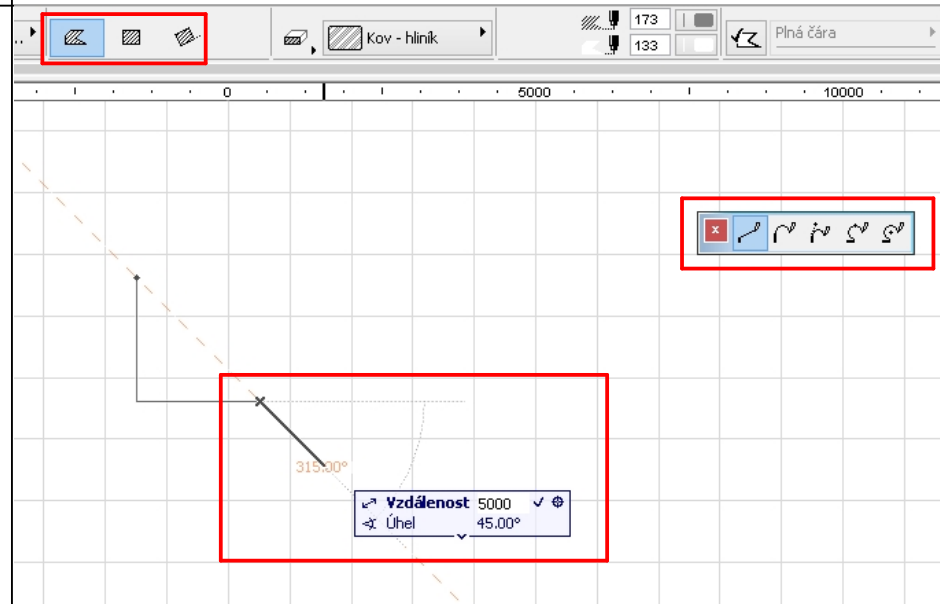 ..
Kov - hliník
173
133
Plná čára
0 5000 10000
315.00°
Vzdálenost 5000
Úhel 45.00°